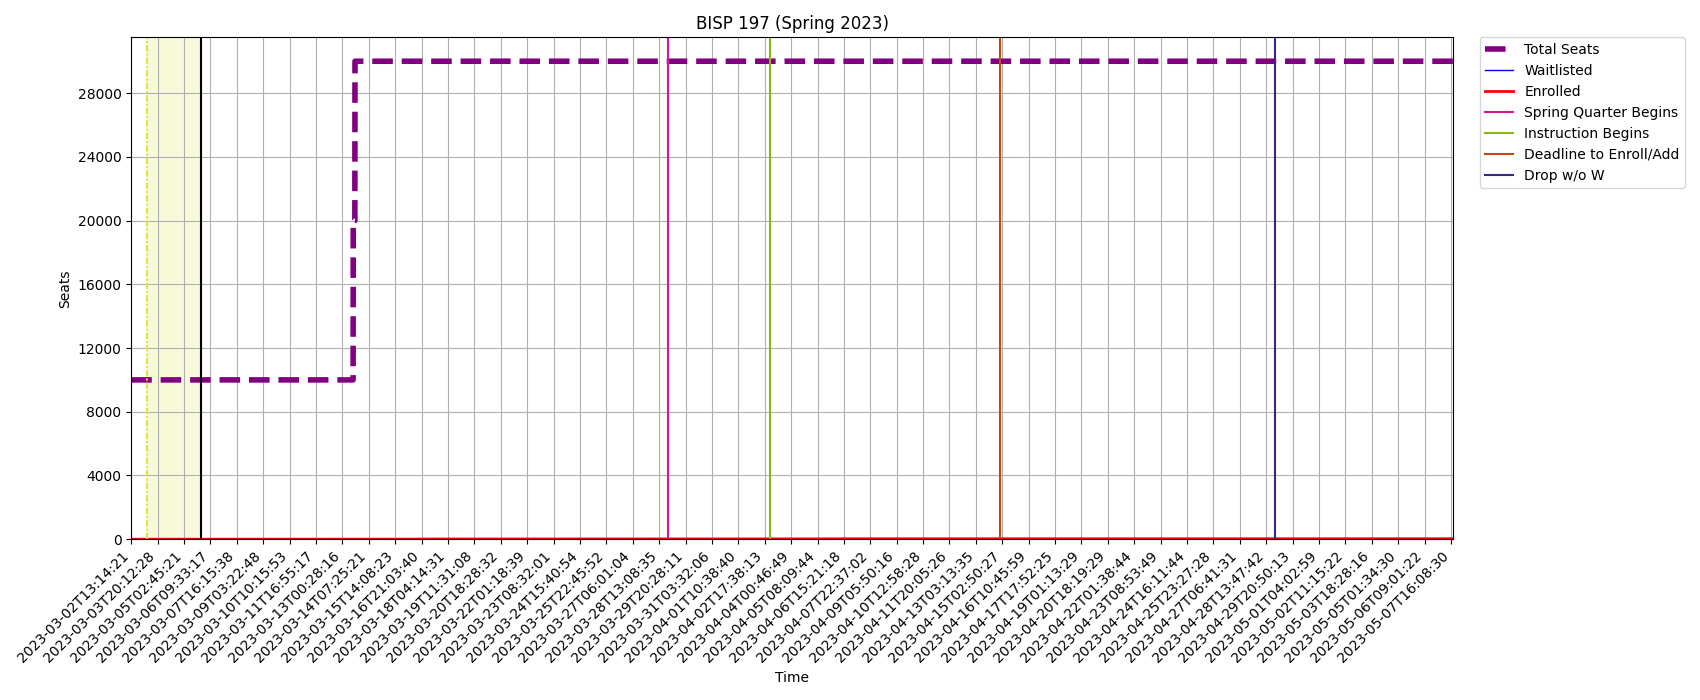 BISP 197 (Spring 2023)
Total Seats
Waitlisted
Enrolled
Spring Quarter Begins
Instruction Begins
Deadline to Enroll/Add
Drop w/o W
Seats
28000
24000
20000
16000
12000
8000
4000
0
2023-03-02T13:14:21
2023-03-03T20:12:28
2023-03-05T02:45:21
2023-03-06T09:33:17
2023-03-07T16:15:38
2023-03-09T03:22:48
2023-03-10T10:15:53
2023-03-11T16:55:17
2023-03-13T00:28:16
2023-03-14T07:25:21
2023-03-15T14:08:23
2023-03-16T21:03:40
2023-03-18T04:14:31
2023-03-19T11:31:08
2023-03-20T18:28:32
2023-03-22T01:18:39
2023-03-23T08:32:01
2023-03-24T15:40:54
2023-03-25T22:45:52
2023-03-27T06:01:04
2023-03-28T13:08:35
2023-03-29T20:28:11
2023-03-31T03:32:06
2023-04-01T10:38:40
2023-04-02T17:38:13
2023-04-04T00:46:49
2023-04-05T08:09:44
2023-04-06T15:21:18
2023-04-07T22:37:02
2023-04-09T05:50:16
2023-04-10T12:58:28
2023-04-11T20:05:26
2023-04-13T03:13:35
2023-04-15T02:50:27
2023-04-16T10:45:59
2023-04-17T17:52:25
2023-04-19T01:13:29
2023-04-20T18:19:29
2023-04-22T01:38:44
2023-04-23T08:53:49
2023-04-24T16:11:44
2023-04-25T23:27:28
2023-04-27T06:41:31
2023-04-28T13:47:42
2023-04-29T20:50:13
2023-05-01T04:02:59
2023-05-02T11:15:22
2023-05-03T18:28:16
2023-05-05T01:34:30
2023-05-06T09:01:22
2023-05-07T16:08:30
Time